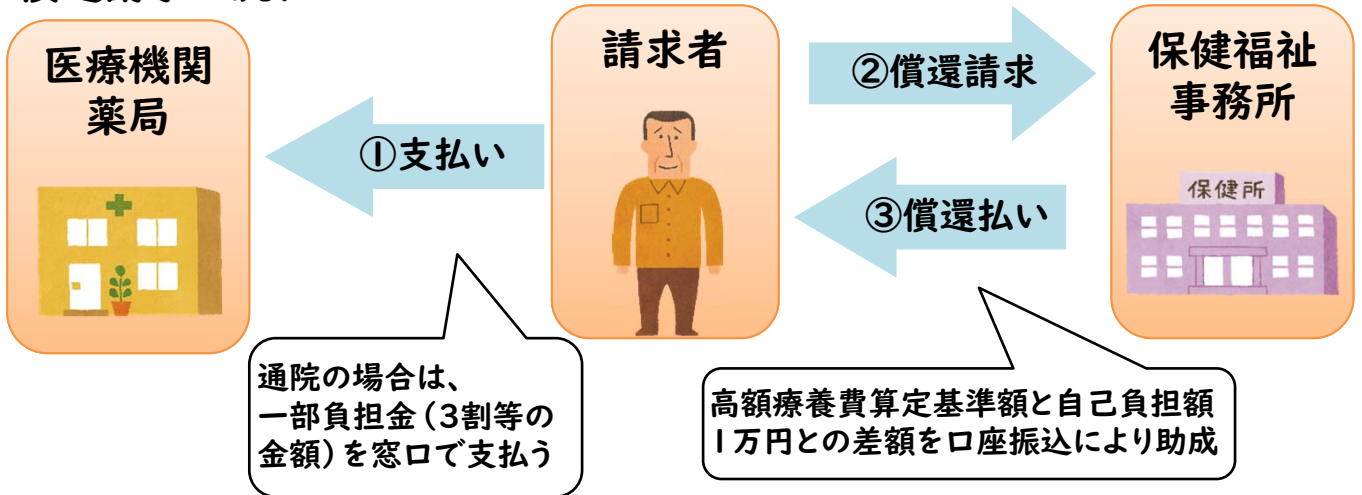 医療機関
薬局
①支払い
請求者
②償還請求
③償還払い
保健福祉
事務所
保健所
通院の場合は、
一部負担金(3割等の
金額)を窓口で支払う
高額療養費算定基準額と自己負担額
1万円との差額を口座振込により助成